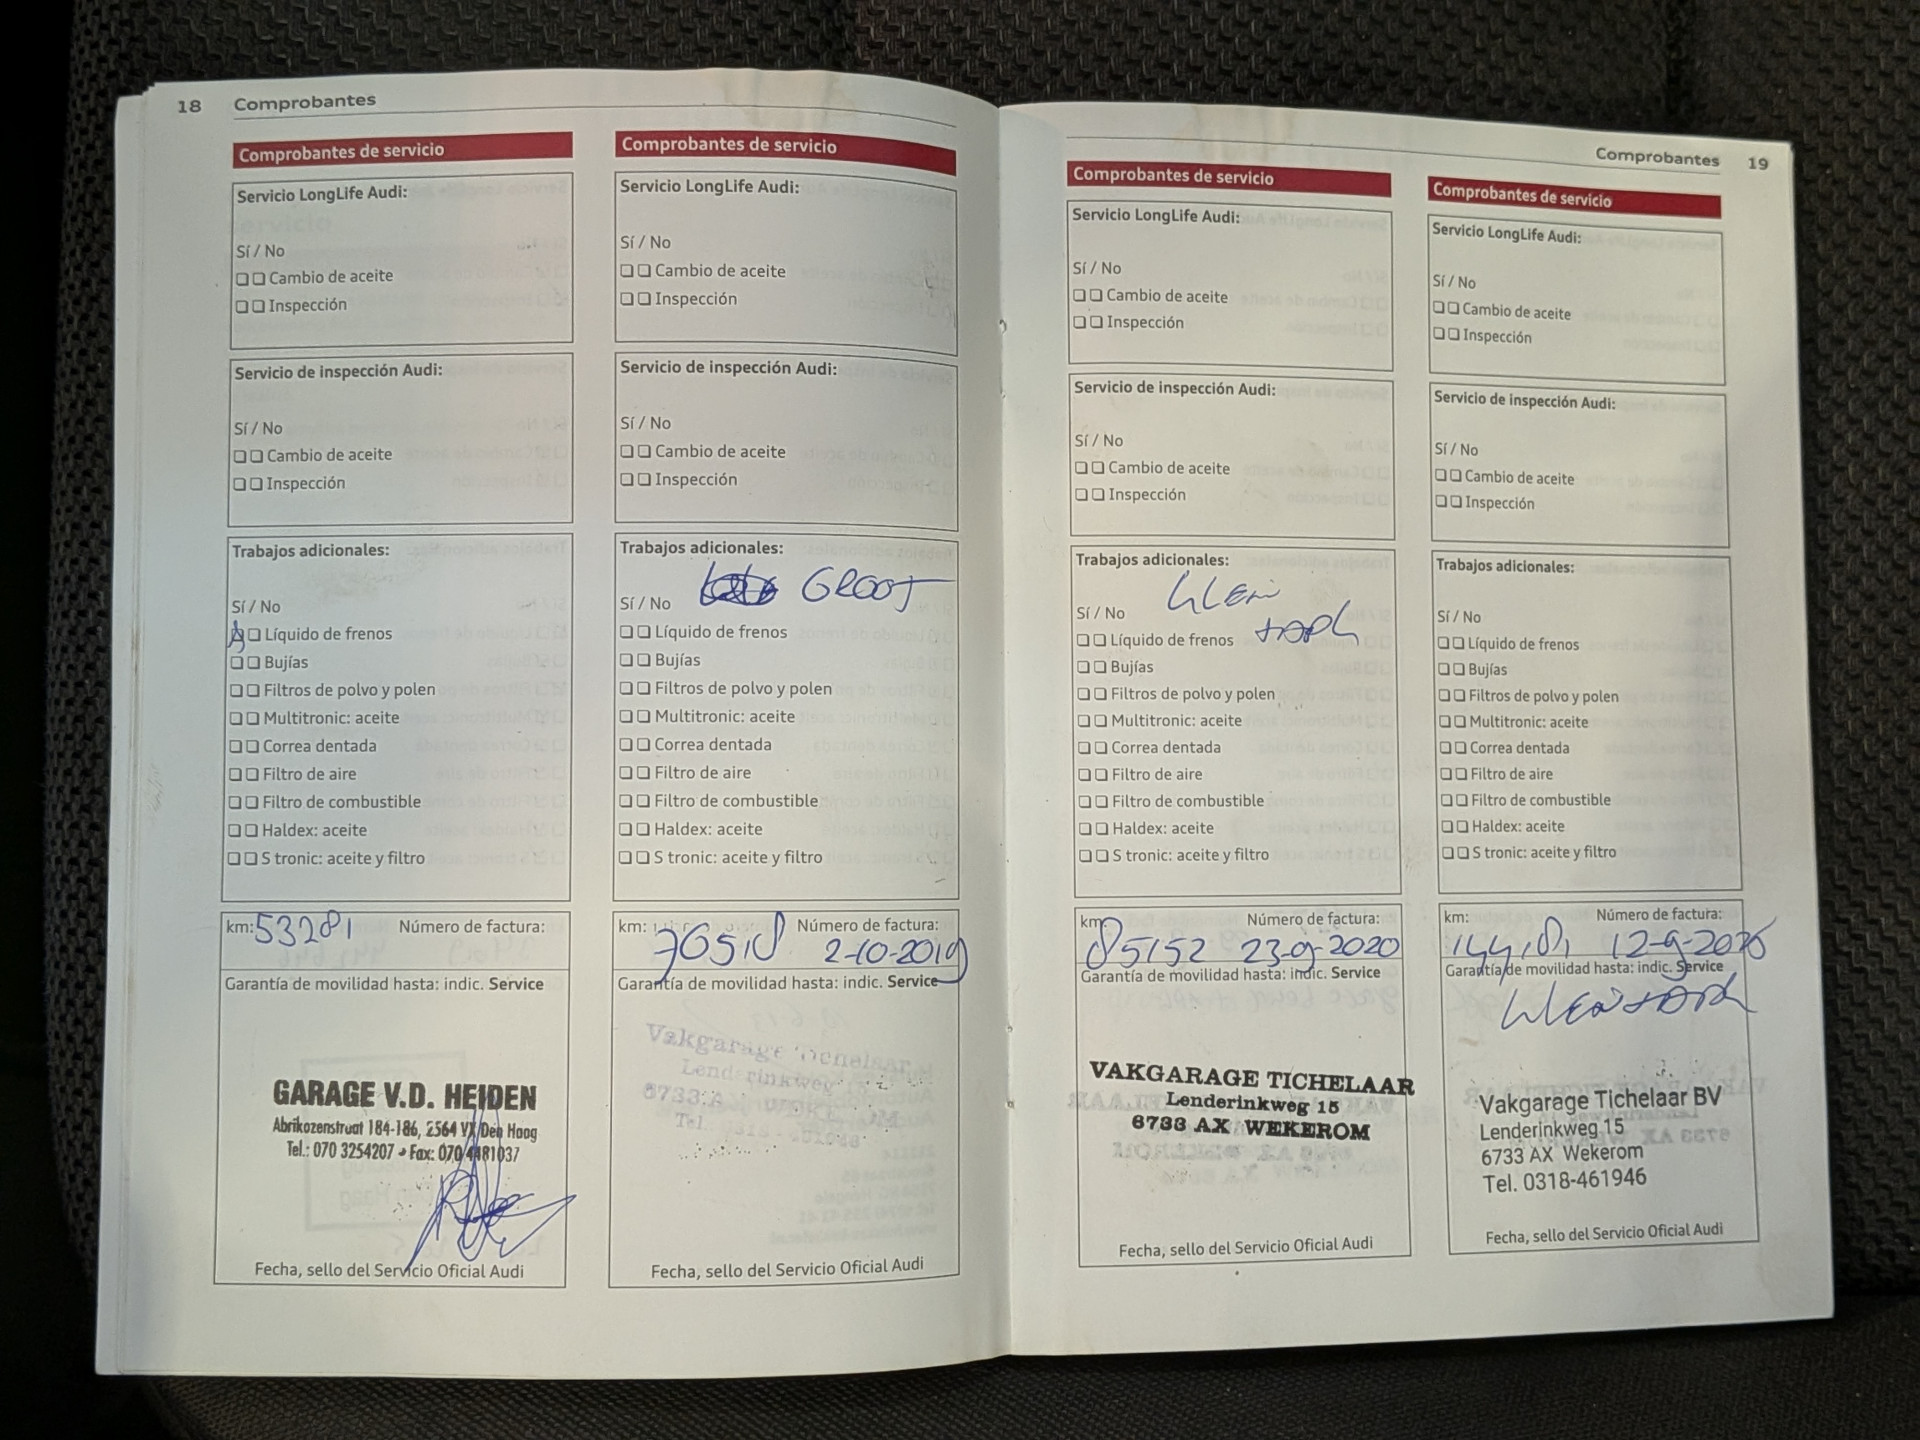 18 Comprobantes
Comprobantes de servicio
Servicio LongLife Audi:
Sí / No
❏ ❏ Cambio de aceite
❏ ❏ Inspección
Servicio de inspección Audi:
Sí / No
❏ ❏ Cambio de aceite
❏ ❏ Inspección
Trabajos adicionales:
Sí / No
❏ ❏ Líquido de frenos
❏ ❏ Bujías
❏ ❏ Filtros de polvo y polen
❏ ❏ Multitronic: aceite
❏ ❏ Correa dentada
❏ ❏ Filtro de aire
❏ ❏ Filtro de combustible
❏ ❏ Haldex: aceite
❏ ❏ S tronic: aceite y filtro
km: 53281 Número de factura:
Garantía de movilidad hasta: indic. Service
GARAGE V.D. HEIDEN
Abrikozenstraat 184-186, 2564 VX Den Haag
Tel.: 070 3254207 - Fax: 070 4481037
Fecha, sello del Servicio Oficial Audi
Comprobantes de servicio
Servicio LongLife Audi:
Sí / No
❏ ❏ Cambio de aceite
❏ ❏ Inspección
Servicio de inspección Audi:
Sí / No
❏ ❏ Cambio de aceite
❏ ❏ Inspección
Trabajos adicionales:
GROOT
Sí / No
❏ ❏ Líquido de frenos
❏ ❏ Bujías
❏ ❏ Filtros de polvo y polen
❏ ❏ Multitronic: aceite
❏ ❏ Correa dentada
❏ ❏ Filtro de aire
❏ ❏ Filtro de combustible
❏ ❏ Haldex: aceite
❏ ❏ S tronic: aceite y filtro
km: Número de factura:
76518 2-10-2019
Garantía de movilidad hasta: indic. Service
Vakgarage Tichelaar
Lenderinkweg
6733 A
Tel.
Fecha, sello del Servicio Oficial Audi
Comprobantes 19
Comprobantes de servicio
Servicio LongLife Audi:
Sí / No
❏ ❏ Cambio de aceite
❏ ❏ Inspección
Servicio de inspección Audi:
Sí / No
❏ ❏ Cambio de aceite
❏ ❏ Inspección
Trabajos adicionales:
Sí / No
❏ ❏ Líquido de frenos
❏ ❏ Bujías
❏ ❏ Filtros de polvo y polen
❏ ❏ Multitronic: aceite
❏ ❏ Correa dentada
❏ ❏ Filtro de aire
❏ ❏ Filtro de combustible
❏ ❏ Haldex: aceite
❏ ❏ S tronic: aceite y filtro
km: Número de factura:
85152 23-9-2020
Garantía de movilidad hasta: indic. Service
VAKGARAGE TICHELAAR
Lenderinkweg 15
6733 AX WEKEROM
Fecha, sello del Servicio Oficial Audi
Comprobantes de servicio
Servicio LongLife Audi:
Sí / No
❏ ❏ Cambio de aceite
❏ ❏ Inspección
Servicio de inspección Audi:
Sí / No
❏ ❏ Cambio de aceite
❏ ❏ Inspección
Trabajos adicionales:
Sí / No
❏ ❏ Líquido de frenos
❏ ❏ Bujías
❏ ❏ Filtros de polvo y polen
❏ ❏ Multitronic: aceite
❏ ❏ Correa dentada
❏ ❏ Filtro de aire
❏ ❏ Filtro de combustible
❏ ❏ Haldex: aceite
❏ ❏ S tronic: aceite y filtro
km: Número de factura:
Garantía de movilidad hasta: indic. Service
Vakgarage Tichelaar BV
Lenderinkweg 15
6733 AX Wekerom
Tel. 0318-461946
Fecha, sello del Servicio Oficial Audi